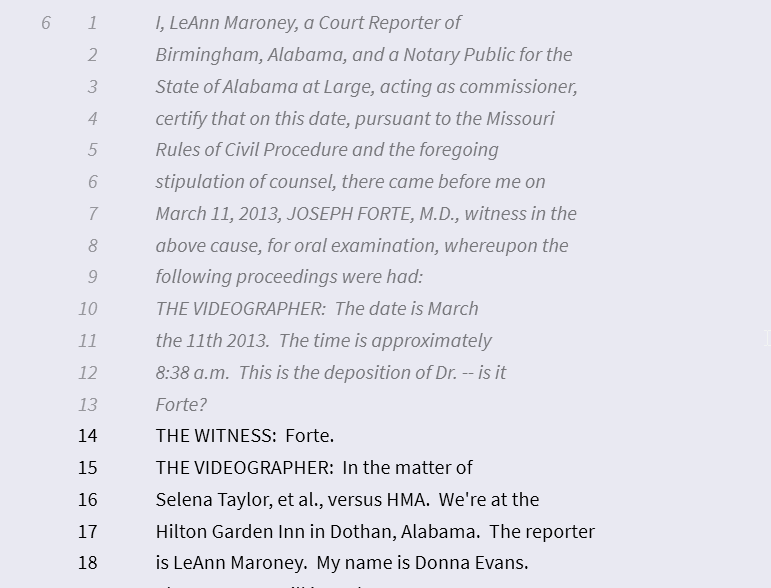 6 1 I, LeAnn Maroney, a Court Reporter of
2 Birmingham, Alabama, and a Notary Public for the
3 State of Alabama at Large, acting as commissioner,
4 certify that on this date, pursuant to the Missouri
5 Rules of Civil Procedure and the foregoing
6 stipulation of counsel, there came before me on
7 March 11, 2013, JOSEPH FORTE, M.D., witness in the
8 above cause, for oral examination, whereupon the
9 following proceedings were had:
10 THE VIDEOGRAPHER:  The date is March
11 the 11th 2013.  The time is approximately
12 8:38 a.m.  This is the deposition of Dr. -- is it
13 Forte?
14 THE WITNESS:  Forte.
15 THE VIDEOGRAPHER:  In the matter of
16 Selena Taylor, et al., versus HMA.  We're at the
17 Hilton Garden Inn in Dothan, Alabama.  The reporter
18 is LeAnn Maroney.  My name is Donna Evans.